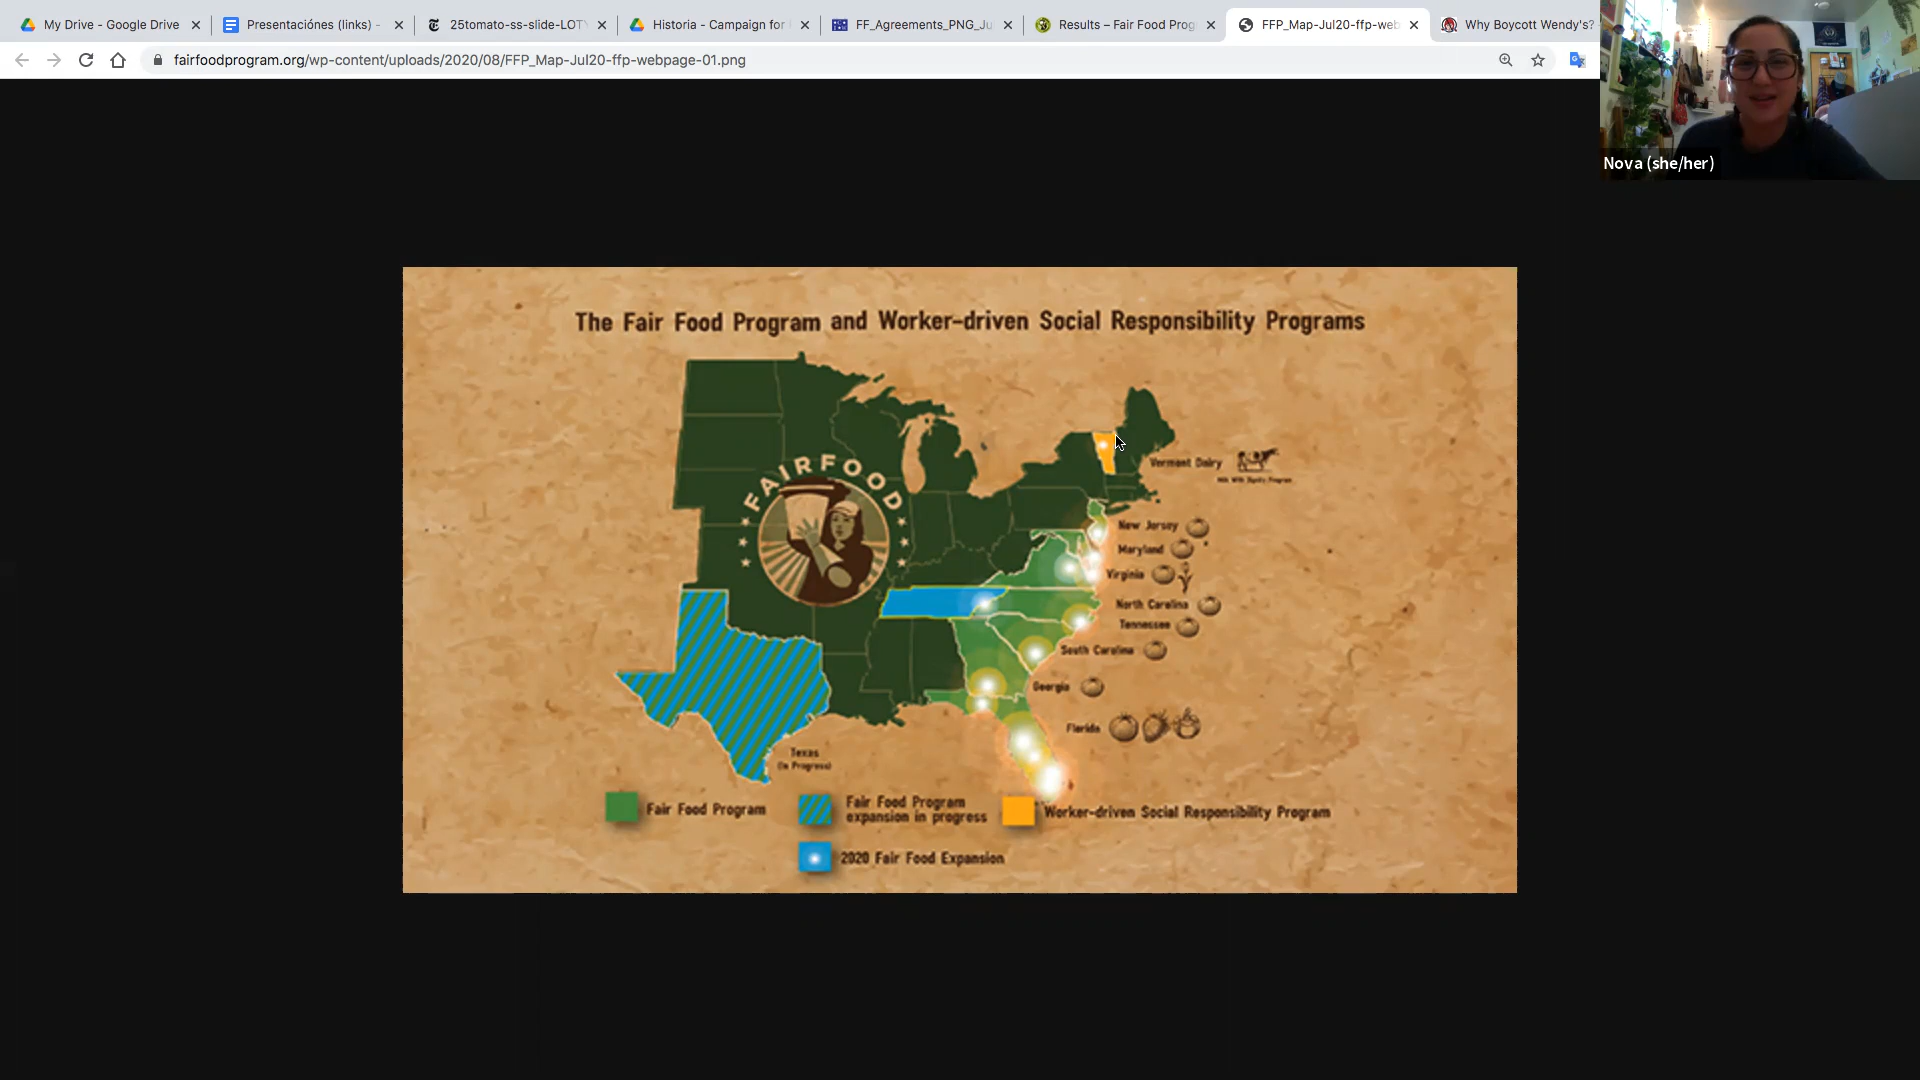 My Drive - Google Drive
Presentaciónes (links) -
25tomato-ss-slide-LOT
Historia - Campaign for
FF_Agreements_PNG_Ju
Results – Fair Food Prog
FFP_Map-Jul20-ffp-web
Why Boycott Wendy's?
fairfoodprogram.org/wp-content/uploads/2020/08/FFP_Map-Jul20-ffp-webpage-01.png
Nova (she/her)
The Fair Food Program and Worker-driven Social Responsibility Programs
FAIRFOOD
Vermont Dairy
Milk With Dignity Program
New Jersey
Maryland
Virginia
North Carolina
Tennessee
South Carolina
Georgia
Florida
Texas
(In Progress)
Fair Food Program
Fair Food Program
expansion in progress
Worker-driven Social Responsibility Program
2020 Fair Food Expansion